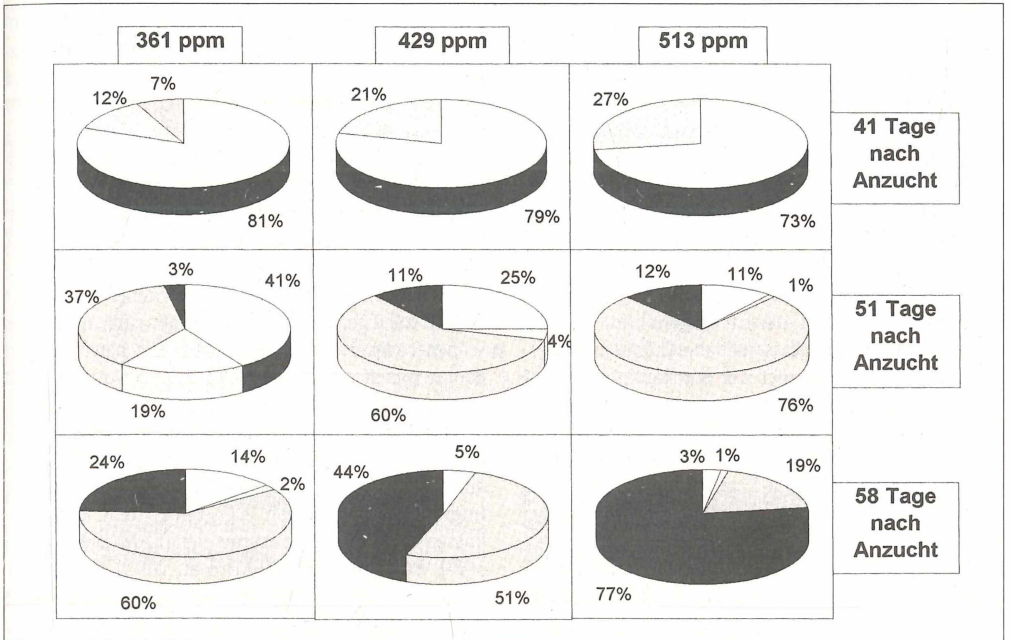 361 ppm
429 ppm
513 ppm
12%
7%
81%
21%
79%
27%
73%
41 Tage
nach
Anzucht
37%
3%
41%
19%
11%
25%
4%
60%
12%
11%
1%
76%
51 Tage
nach
Anzucht
24%
14%
2%
60%
44%
5%
51%
3%
1%
19%
77%
58 Tage
nach
Anzucht